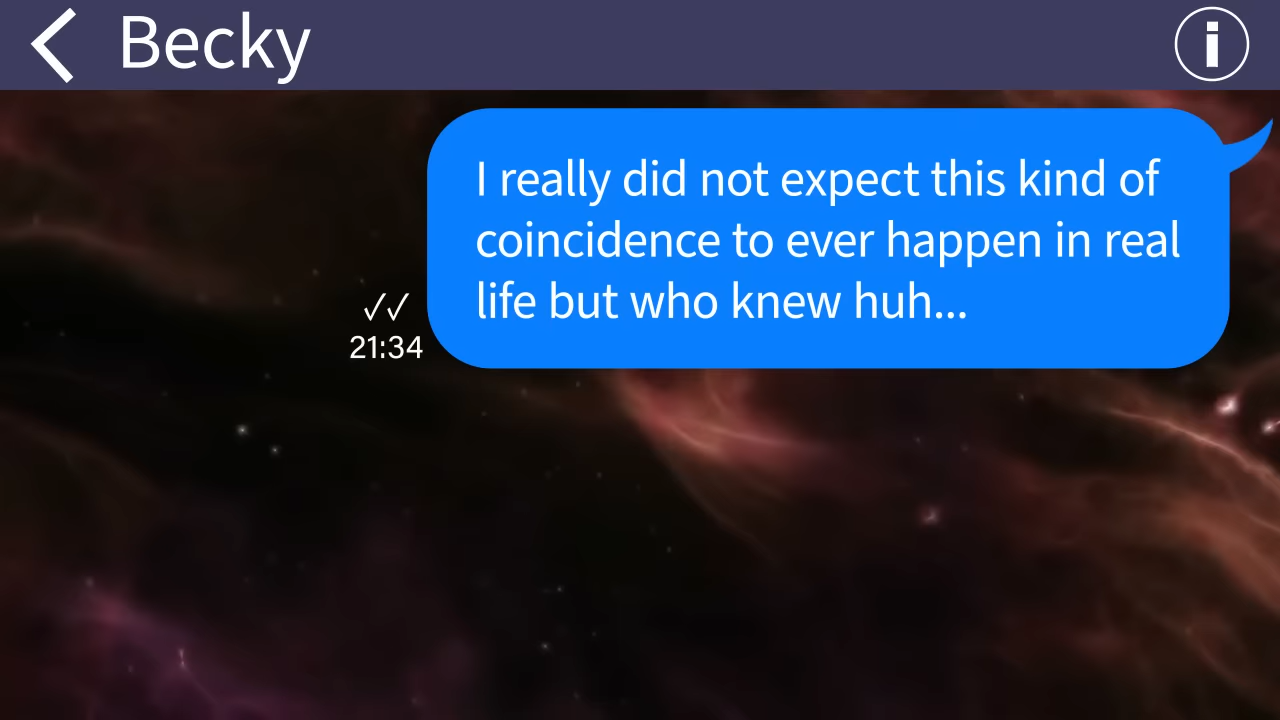 Becky
i
I really did not expect this kind of
coincidence to ever happen in real
life but who knew huh...
✓✓
21:34